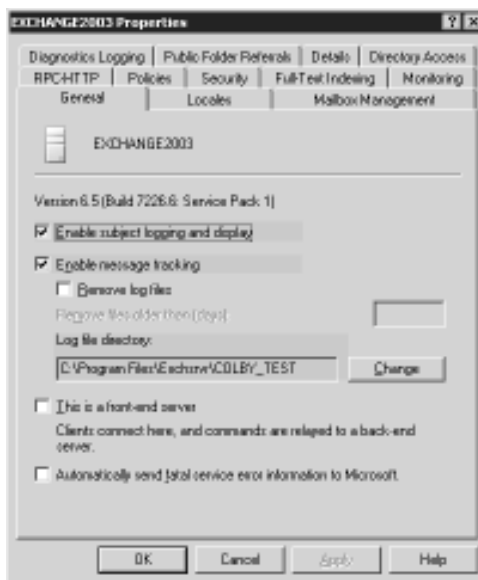 EXCHANGE2003 Properties
Diagnostics Logging Public Folder Referrals Details Directory Access
RPC-HTTP Policies Security Full-Text Indexing Monitoring
General Locales Mailbox Management
EXCHANGE2003
Version 6.5 (Build 7226.6: Service Pack 1)
Enable subject logging and display
Enable message tracking
Remove log files
Remove files older than (days):
Log file directory:
C:\Program Files\Exchsrvr\COLBY_TEST
Change
This is a front-end server
Clients connect here, and commands are relayed to a back-end
server.
Automatically send fatal service error information to Microsoft.
OK Cancel Apply Help